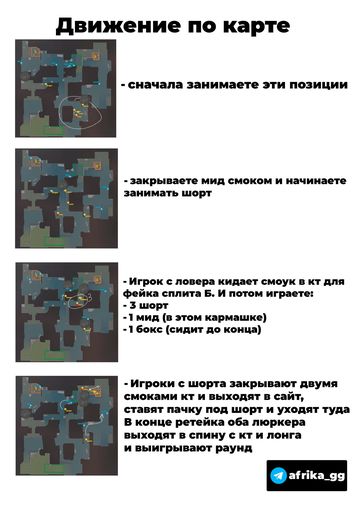 Движение по карте
- сначала занимаете эти позиции
- закрываете мид смоком и начинаете
занимать шорт
- Игрок с ловера кидает смоук в кт для
фейка сплита Б. И потом играете:
- 3 шорт
- 1 мид (в этом кармашке)
- 1 бокс (сидит до конца)
- Игроки с шорта закрывают двумя
смоками кт и выходят в сайт,
ставят пачку под шорт и уходят туда
В конце ретейка оба люркера
выходят в спину с кт и лонга
и выигрывают раунд
afrika_gg